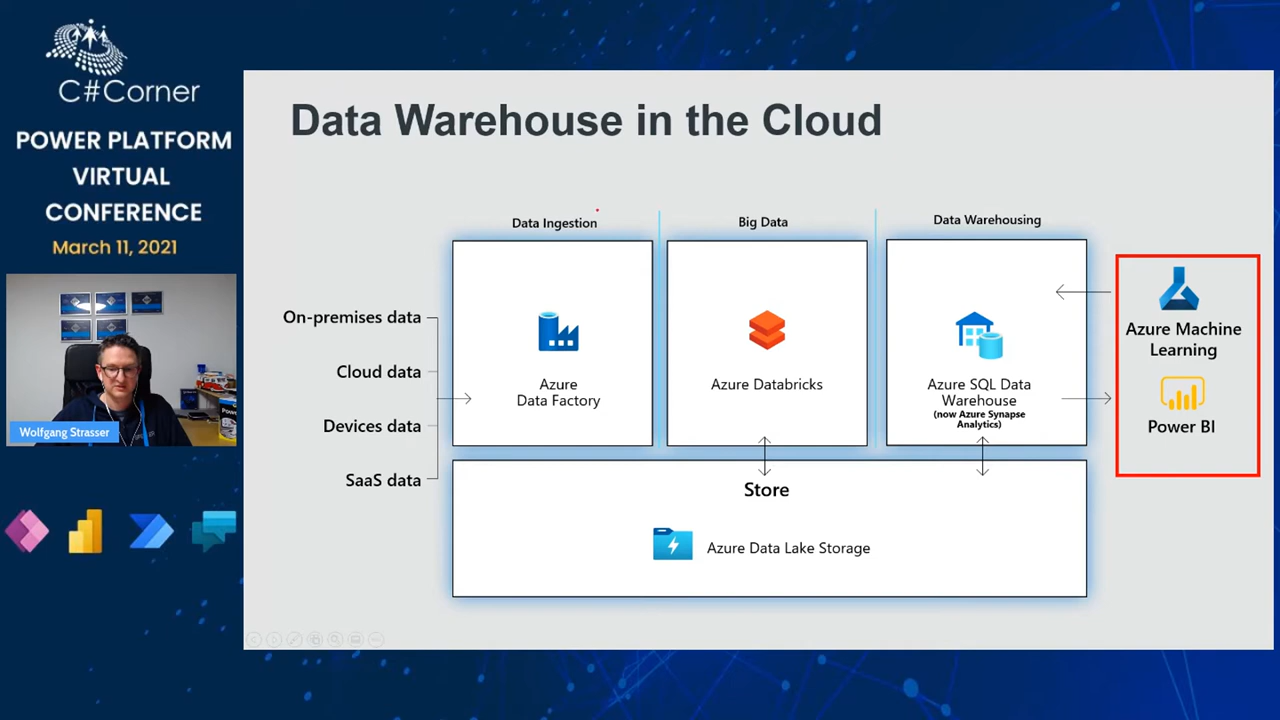 C#Corner
POWER PLATFORM
VIRTUAL
CONFERENCE
March 11, 2021
Wolfgang Strasser
Data Warehouse in the Cloud
Data Ingestion
Big Data
Data Warehousing
On-premises data
Cloud data
Devices data
SaaS data
Azure
Data Factory
Azure Databricks
Azure SQL Data
Warehouse
(now Azure Synapse
Analytics)
Azure Machine
Learning
Power BI
Store
Azure Data Lake Storage